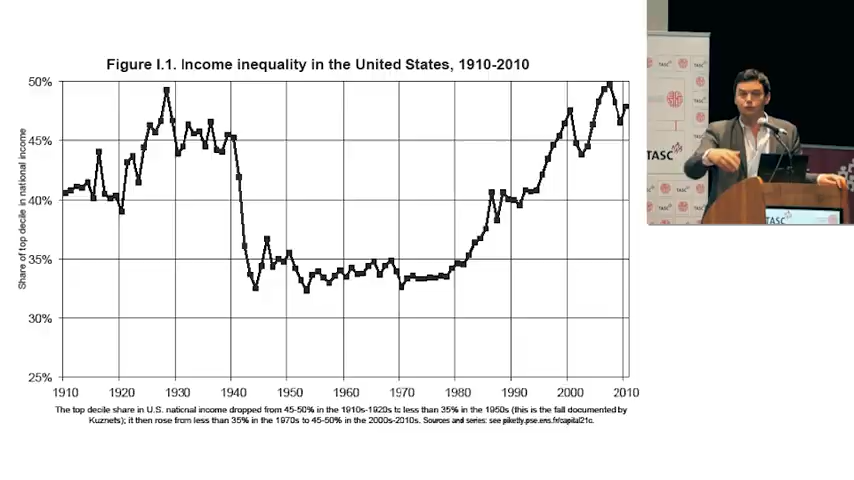 Figure I.1. Income inequality in the United States, 1910-2010
Share of top decile in national income
50%
45%
40%
35%
30%
25%
1910 1920 1930 1940 1950 1960 1970 1980 1990 2000 2010
The top decile share in U.S. national income dropped from 45-50% in the 1910s-1920s to less than 35% in the 1950s (this is the fall documented by
Kuznets); it then rose from less than 35% in the 1970s to 45-50% in the 2000s-2010s. Sources and series: see piketty.pse.ens.fr/capital21c.
TASC
TASC
TASC
TASC
TASC